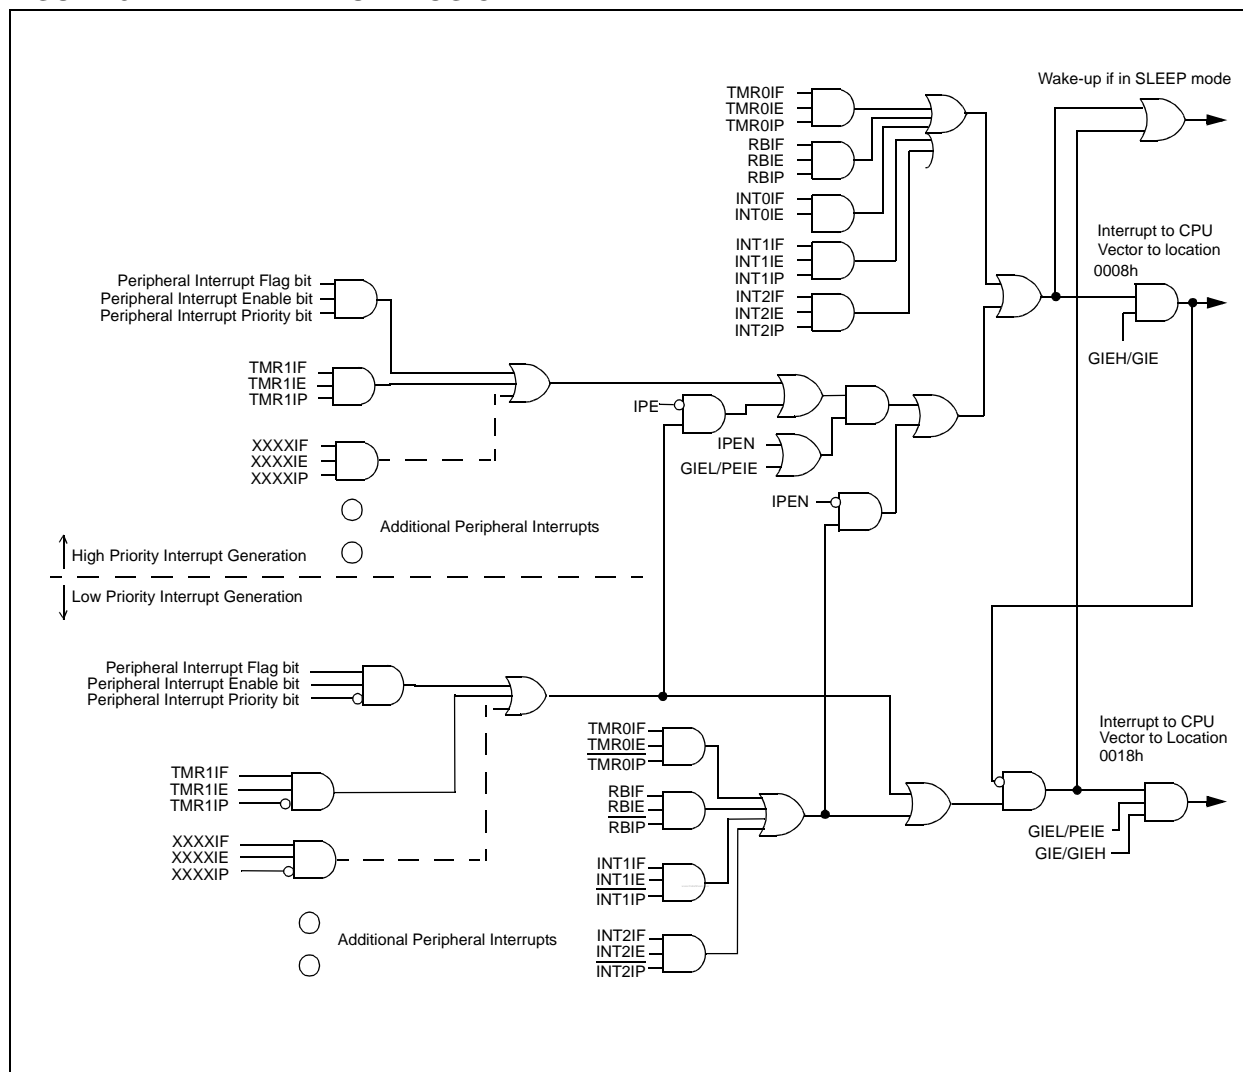 Wake-up if in SLEEP mode
TMR0IF
TMR0IE
TMR0IP
RBIF
RBIE
RBIP
INT0IF
INT0IE
INT1IF
INT1IE
INT1IP
INT2IF
INT2IE
INT2IP
Interrupt to CPU
Vector to location
0008h
GIEH/GIE
Peripheral Interrupt Flag bit
Peripheral Interrupt Enable bit
Peripheral Interrupt Priority bit
TMR1IF
TMR1IE
TMR1IP
XXXXIF
XXXXIE
XXXXIP
IPE
IPEN
GIEL/PEIE
IPEN
Additional Peripheral Interrupts
High Priority Interrupt Generation
Low Priority Interrupt Generation
Peripheral Interrupt Flag bit
Peripheral Interrupt Enable bit
Peripheral Interrupt Priority bit
TMR1IF
TMR1IE
TMR1IP
XXXXIF
XXXXIE
XXXXIP
Additional Peripheral Interrupts
TMR0IF
TMR0IE
TMR0IP
RBIF
RBIE
RBIP
INT1IF
INT1IE
INT1IP
INT2IF
INT2IE
INT2IP
Interrupt to CPU
Vector to Location
0018h
GIEL/PEIE
GIE/GIEH